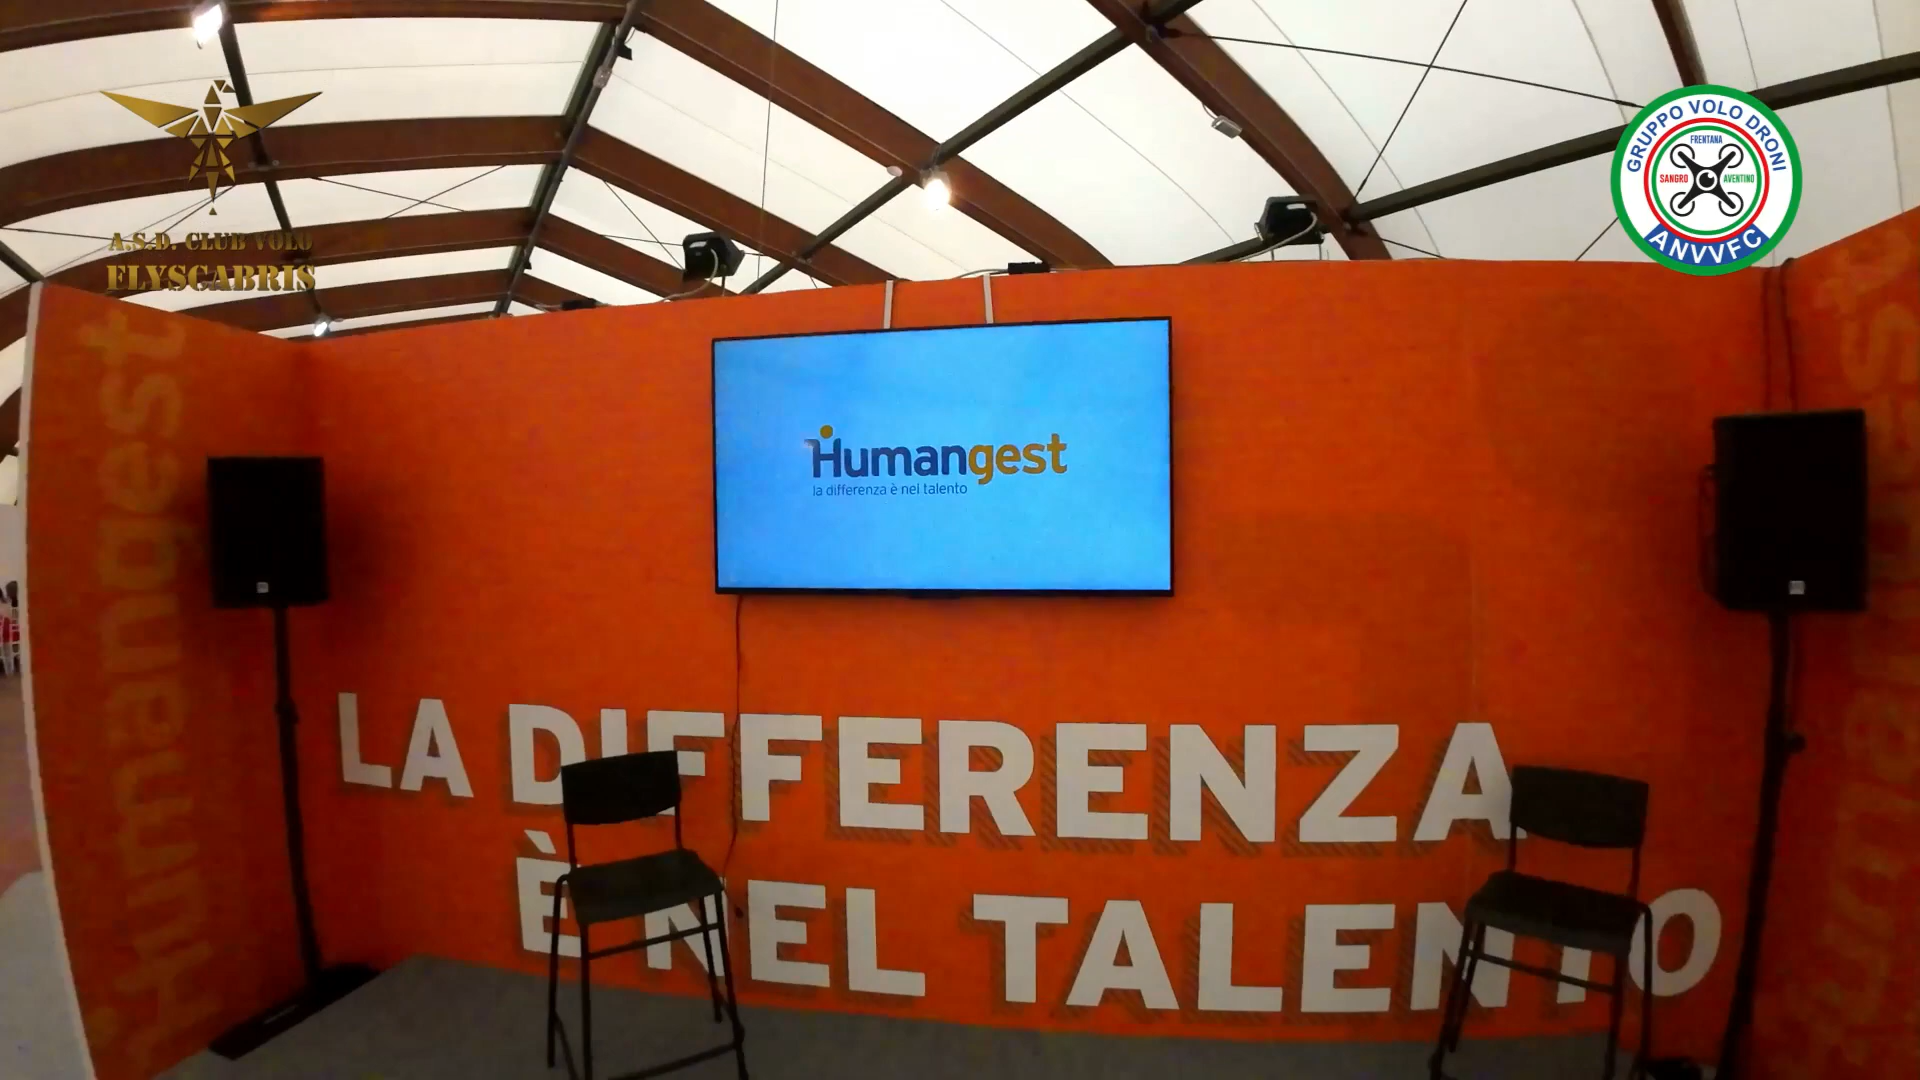 A.S.D. CLUB VOLO
FLYSCABRIS
GRUPPO VOLO DRONI
FRENTANA
SANGRO
AVENTINO
ANVVFC
Humangest
Humangest
la differenza è nel talento
Humangest
LA DIFFERENZA
È NEL TALENTO